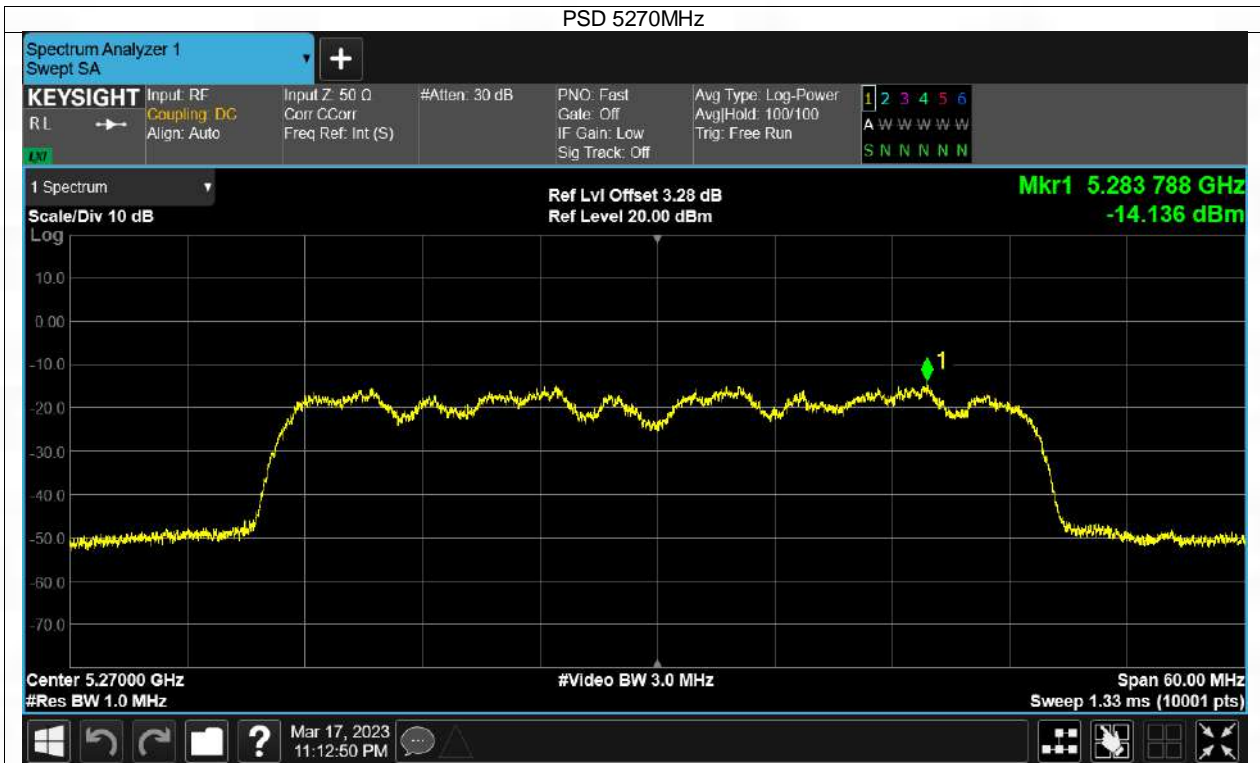 PSD 5270MHz
Spectrum Analyzer 1
Swept SA
KEYSIGHT
RL
LXI
Input: RF
Coupling: DC
Align: Auto
Input Z: 50 Ω
Corr CCorr
Freq Ref: Int (S)
#Atten: 30 dB
PNO: Fast
Gate: Off
IF Gain: Low
Sig Track: Off
Avg Type: Log-Power
Avg|Hold: 100/100
Trig: Free Run
1 2 3 4 5 6
A W W W W W
S N N N N N
1 Spectrum
Scale/Div 10 dB
Log
Ref Lvl Offset 3.28 dB
Ref Level 20.00 dBm
Mkr1 5.283 788 GHz
-14.136 dBm
10.0
0.00
-10.0
-20.0
-30.0
-40.0
-50.0
-60.0
-70.0
1
Center 5.27000 GHz
#Res BW 1.0 MHz
#Video BW 3.0 MHz
Span 60.00 MHz
Sweep 1.33 ms (10001 pts)
?
Mar 17, 2023
11:12:50 PM